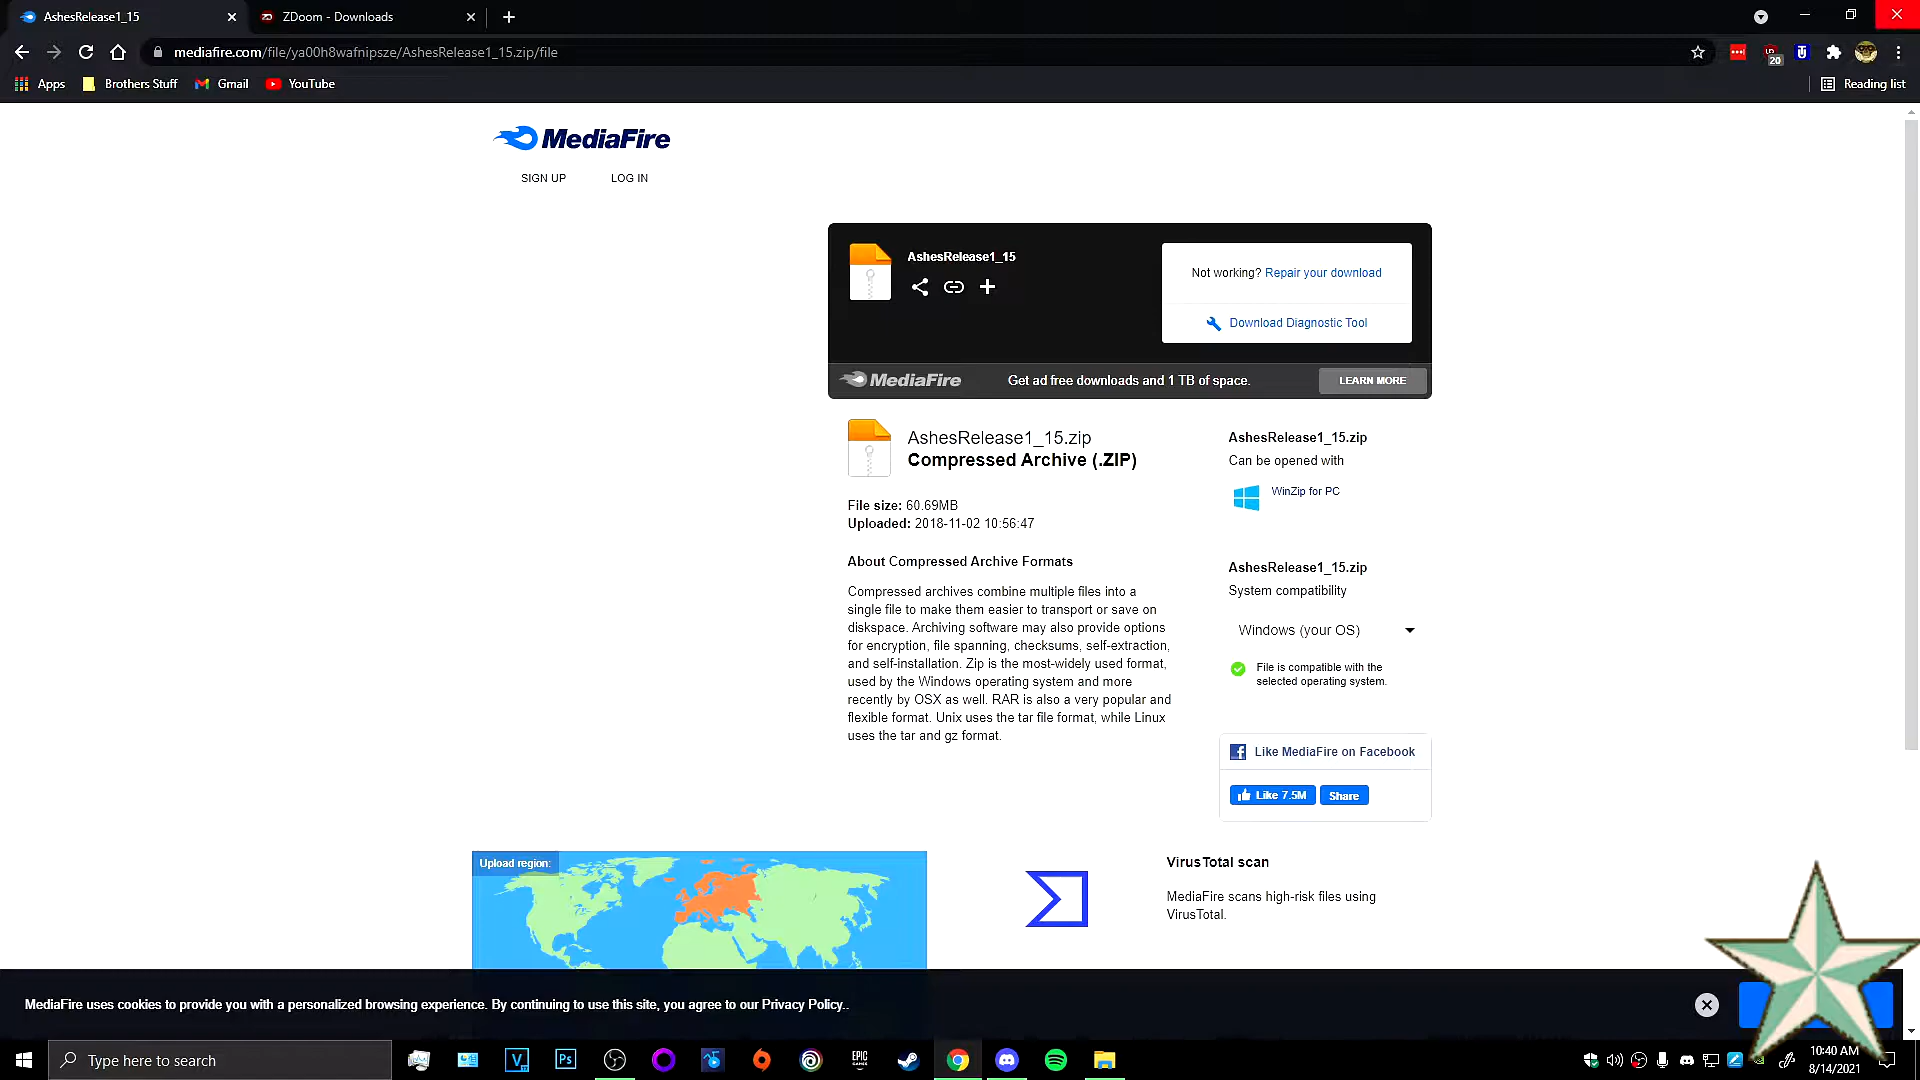 AshesRelease1_15
ZDoom - Downloads
mediafire.com/file/ya00h8wafnipsze/AshesRelease1_15.zip/file
20
Apps
Brothers Stuff
Gmail
YouTube
Reading list
MediaFire
SIGN UP
LOG IN
AshesRelease1_15
Not working? Repair your download
Download Diagnostic Tool
MediaFire
Get ad free downloads and 1 TB of space.
LEARN MORE
AshesRelease1_15.zip
Compressed Archive (.ZIP)
File size: 60.69MB
Uploaded: 2018-11-02 10:56:47
About Compressed Archive Formats
Compressed archives combine multiple files into a
single file to make them easier to transport or save on
diskspace. Archiving software may also provide options
for encryption, file spanning, checksums, self-extraction,
and self-installation. Zip is the most-widely used format,
used by the Windows operating system and more
recently by OSX as well. RAR is also a very popular and
flexible format. Unix uses the tar file format, while Linux
uses the tar and gz format.
AshesRelease1_15.zip
Can be opened with
WinZip for PC
AshesRelease1_15.zip
System compatibility
Windows (your OS)
File is compatible with the
selected operating system.
Like MediaFire on Facebook
Like 7.5M
Share
Upload region:
VirusTotal scan
MediaFire scans high-risk files using
VirusTotal.
MediaFire uses cookies to provide you with a personalized browsing experience. By continuing to use this site, you agree to our Privacy Policy..
Type here to search
V
Ps
EPIC
GAMES
10:40 AM
8/14/2021